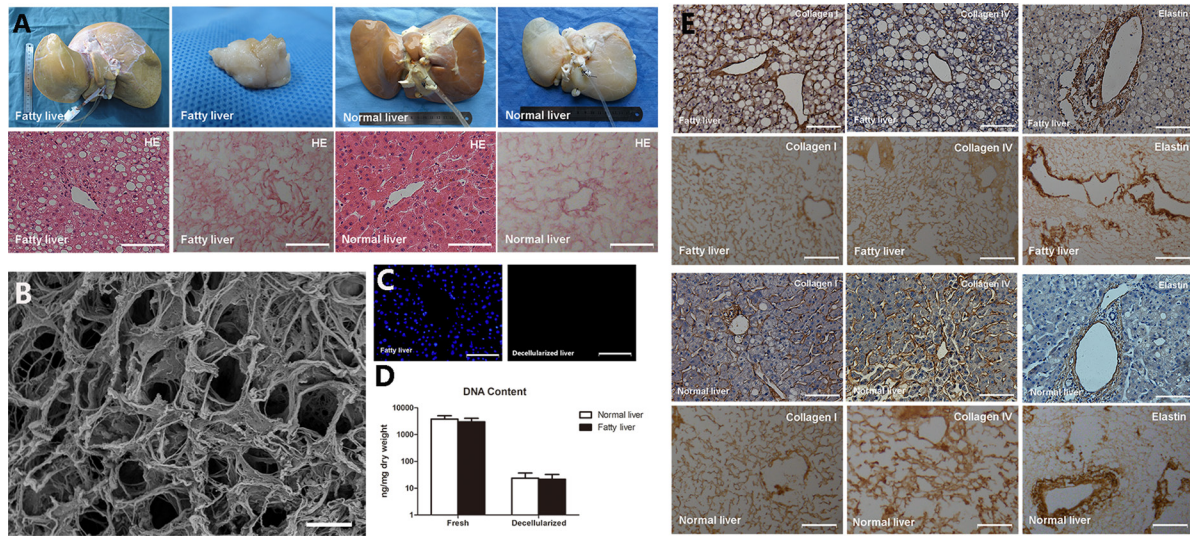 A
Fatty liver
Fatty liver
Normal liver
Normal liver
HE
Fatty liver
HE
Fatty liver
HE
Normal liver
HE
Normal liver
B
C
Fatty liver
Decellularized liver
D
DNA Content
ng/mg dry weight
10000
1000
100
10
1
Fresh
Decellularized
Normal liver
Fatty liver
E
Collagen I
Fatty liver
Collagen IV
Fatty liver
Elastin
Fatty liver
Collagen I
Fatty liver
Collagen IV
Fatty liver
Elastin
Fatty liver
Collagen I
Normal liver
Collagen IV
Normal liver
Elastin
Normal liver
Collagen I
Normal liver
Collagen IV
Normal liver
Elastin
Normal liver